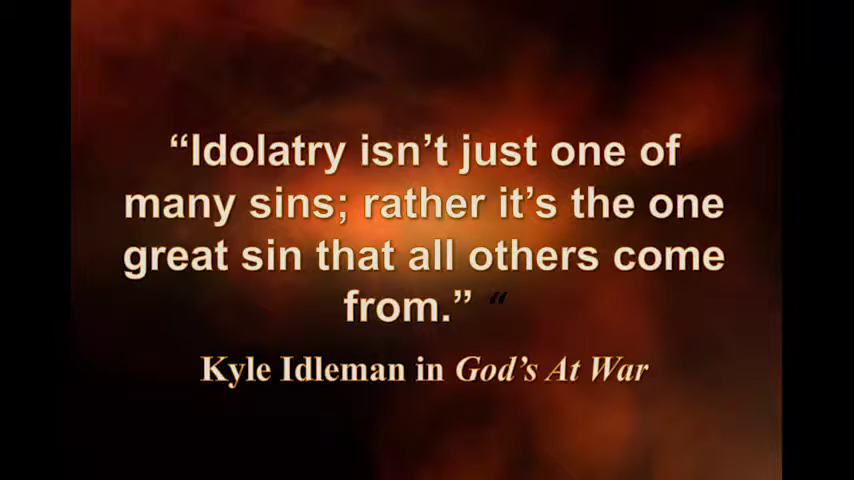 “Idolatry isn’t just one of
many sins; rather it’s the one
great sin that all others come
from.” “
Kyle Idleman in God’s At War